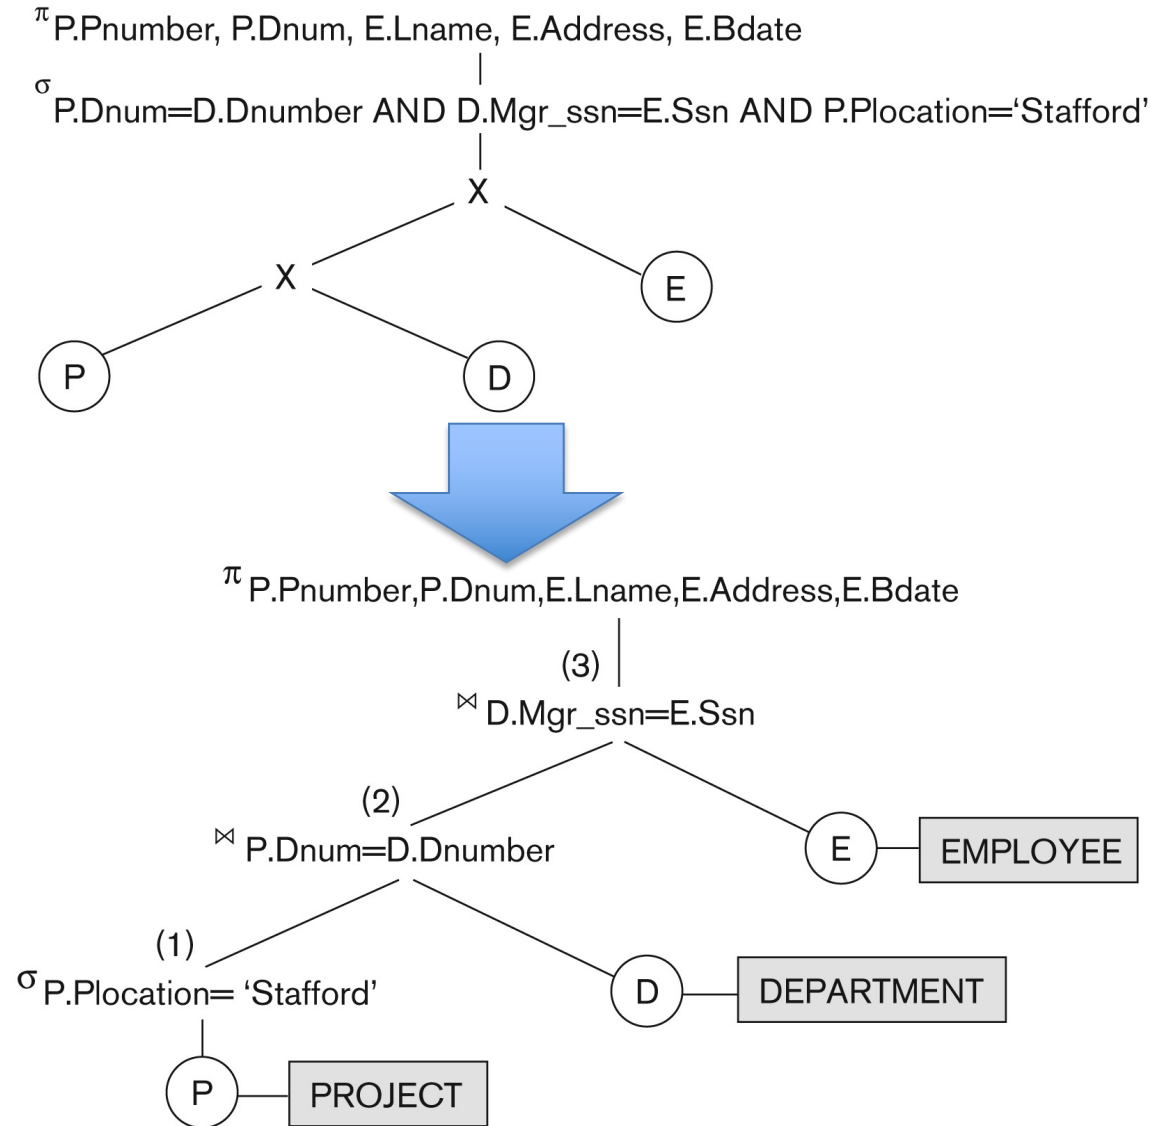 π P.Pnumber, P.Dnum, E.Lname, E.Address, E.Bdate
σ P.Dnum=D.Dnumber AND D.Mgr_ssn=E.Ssn AND P.Plocation=‘Stafford’
X
X
E
P
D
π P.Pnumber,P.Dnum,E.Lname,E.Address,E.Bdate
(3)
⋈ D.Mgr_ssn=E.Ssn
(2)
⋈ P.Dnum=D.Dnumber
E
EMPLOYEE
(1)
σ P.Plocation= ‘Stafford’
D
DEPARTMENT
P
PROJECT